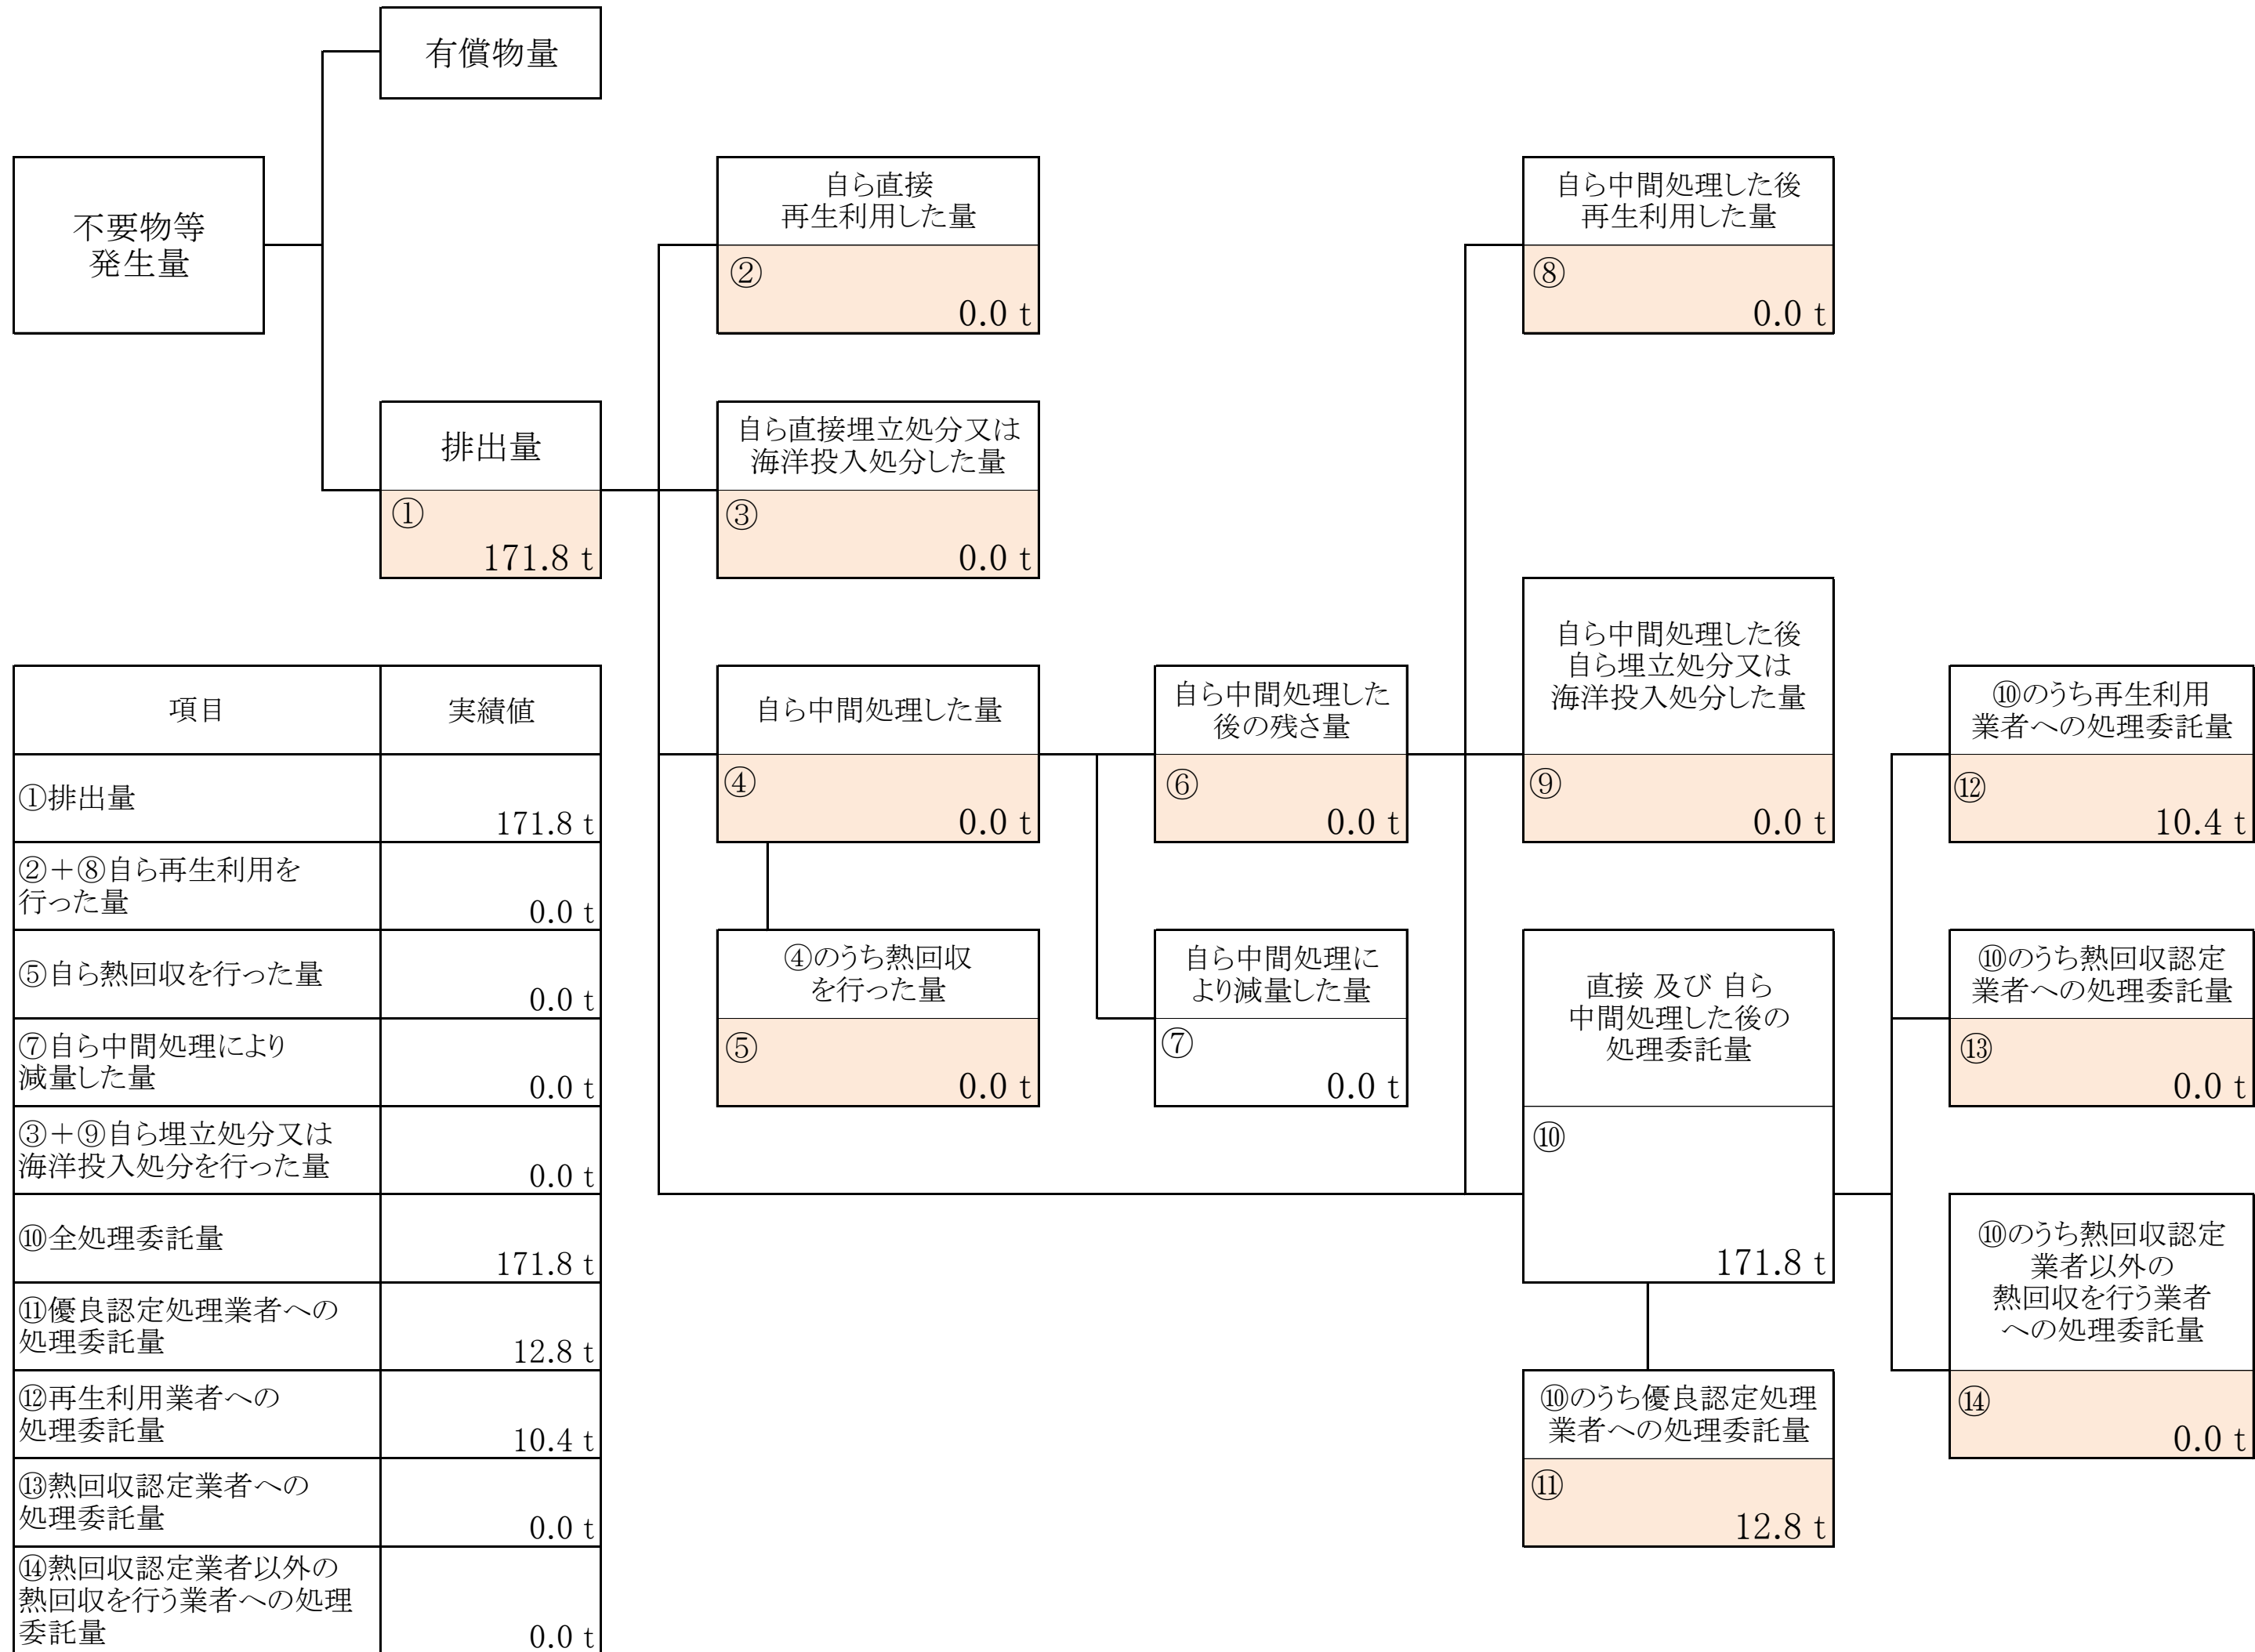 有償物量
不要物等
発生量
自ら直接
再生利用した量
②
0.0 t
自ら中間処理した後
再生利用した量
⑧
0.0 t
排出量
①
171.8 t
自ら直接埋立処分又は
海洋投入処分した量
③
0.0 t
自ら中間処理した量
④
0.0 t
自ら中間処理した
後の残さ量
⑥
0.0 t
自ら中間処理した後
自ら埋立処分又は
海洋投入処分した量
⑨
0.0 t
⑩のうち再生利用
業者への処理委託量
⑫
10.4 t
④のうち熱回収
を行った量
⑤
0.0 t
自ら中間処理に
より減量した量
⑦
0.0 t
直接 及び 自ら
中間処理した後の
処理委託量
⑩
171.8 t
⑩のうち熱回収認定
業者への処理委託量
⑬
0.0 t
⑩のうち熱回収認定
業者以外の
熱回収を行う業者
への処理委託量
⑭
0.0 t
⑩のうち優良認定処理
業者への処理委託量
⑪
12.8 t
項目 実績値
①排出量
171.8 t
②+⑧自ら再生利用を
行った量
0.0 t
⑤自ら熱回収を行った量
0.0 t
⑦自ら中間処理により
減量した量
0.0 t
③+⑨自ら埋立処分又は
海洋投入処分を行った量
0.0 t
⑩全処理委託量
171.8 t
⑪優良認定処理業者への
処理委託量
12.8 t
⑫再生利用業者への
処理委託量
10.4 t
⑬熱回収認定業者への
処理委託量
0.0 t
⑭熱回収認定業者以外の
熱回収を行う業者への処理
委託量
0.0 t